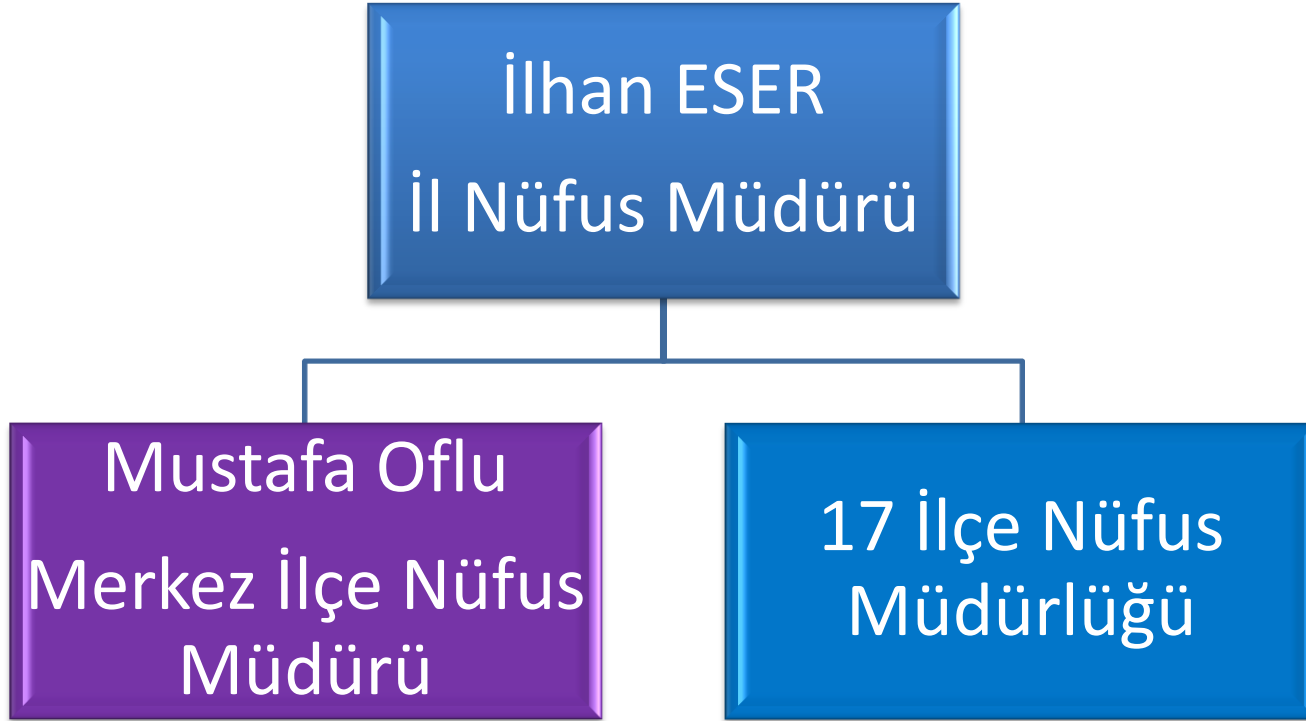 İlhan ESER
İl Nüfus Müdürü
Mustafa Oflu
Merkez İlçe Nüfus
Müdürü
17 İlçe Nüfus
Müdürlüğü